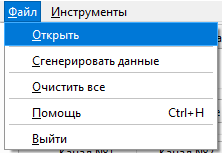 Файл Инструменты
Открыть
Сгенерировать данные
Очистить все
Помощь Ctrl+H
Выйти